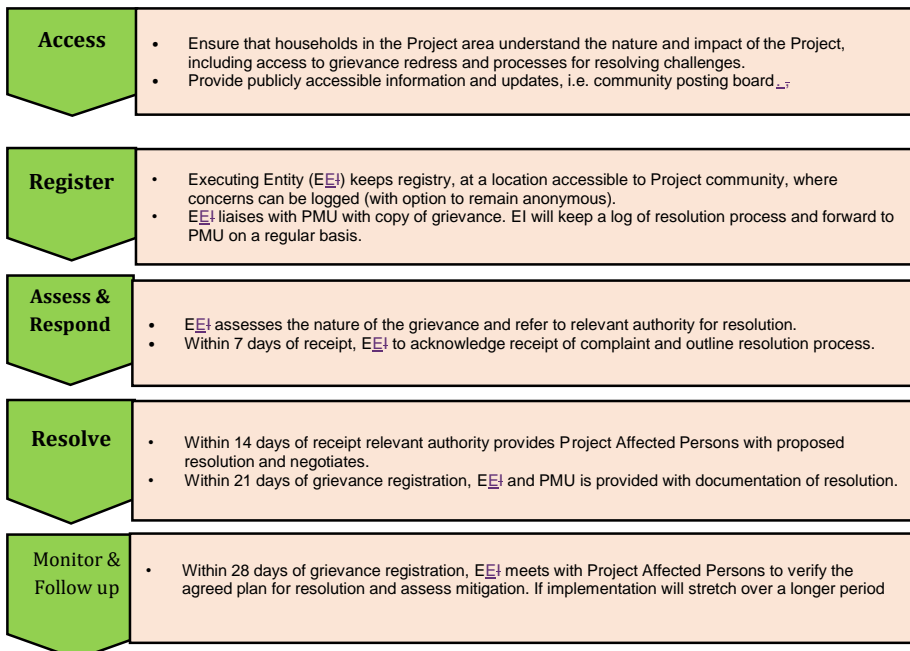 Access
• Ensure that households in the Project area understand the nature and impact of the Project,
including access to grievance redress and processes for resolving challenges.
• Provide publicly accessible information and updates, i.e. community posting board . ,
Register
• Executing Entity (EEI) keeps registry, at a location accessible to Project community, where
concerns can be logged (with option to remain anonymous).
• EEI liaises with PMU with copy of grievance. EI will keep a log of resolution process and forward to
PMU on a regular basis.
Assess &
Respond
• EEI assesses the nature of the grievance and refer to relevant authority for resolution.
• Within 7 days of receipt, EEI to acknowledge receipt of complaint and outline resolution process.
Resolve
• Within 14 days of receipt relevant authority provides Project Affected Persons with proposed
resolution and negotiates.
• Within 21 days of grievance registration, EEI and PMU is provided with documentation of resolution.
Monitor &
Follow up
• Within 28 days of grievance registration, EEI meets with Project Affected Persons to verify the
agreed plan for resolution and assess mitigation. If implementation will stretch over a longer period